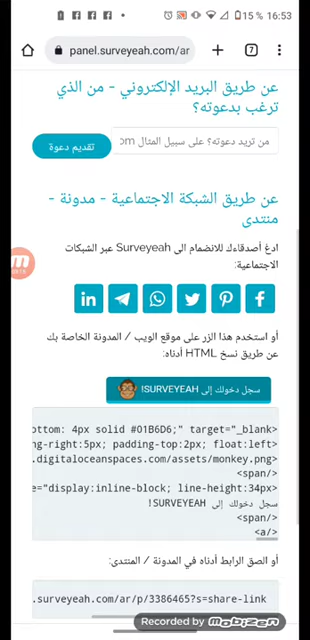 15 % 16:53
panel.surveyeah.com/ar
7
عن طريق البريد الإلكتروني - من الذي
ترغب بدعوته؟
من تريد دعوته؟ على سبيل المثال om
تقديم دعوة
عن طريق الشبكة الاجتماعية - مدونة -
منتدى
ادعُ أصدقاءك للانضمام الى Surveyeah عبر الشبكات
الاجتماعية:
أو استخدم هذا الزر على موقع الويب / المدونة الخاصة بك
عن طريق نسخ HTML أدناه:
سجل دخولك إلى SURVEYEAH!
ottom: 4px solid #01B6D6;" target="_blank>
ng-right:5px; padding-top:2px; float:left>
.digitaloceanspaces.com/assets/monkey.png>
<span/>
e="display:inline-block; line-height:34px>
سجل دخولك إلى SURVEYEAH!
<span/>
<a/>
أو الصق الرابط أدناه في المدونة / المنتدى:
.surveyeah.com/ar/p/3386465?s=share-link
Recorded by Mobizen